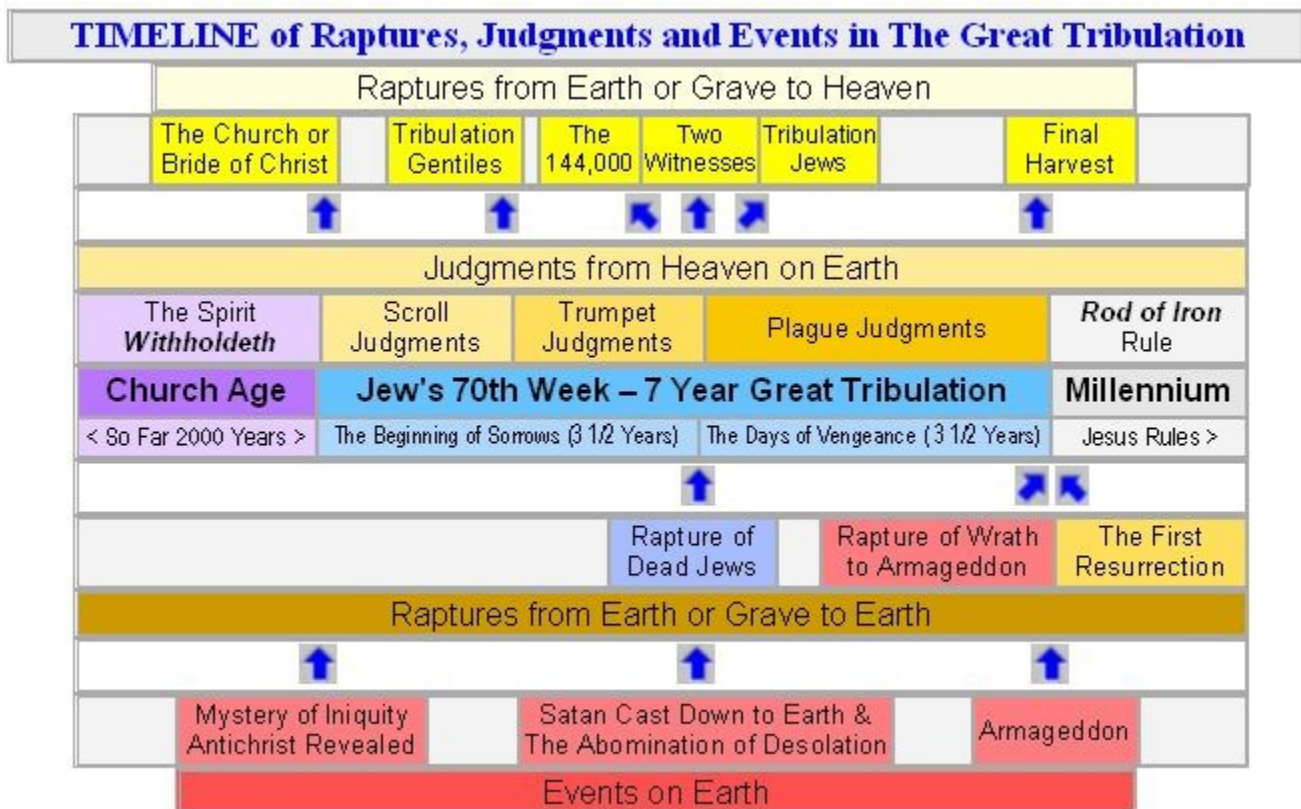 TIMELINE of Raptures, Judgments and Events in The Great Tribulation
Raptures from Earth or Grave to Heaven
The Church or
Bride of Christ
Tribulation
Gentiles
The
144,000
Two
Witnesses
Tribulation
Jews
Final
Harvest
Judgments from Heaven on Earth
The Spirit
Withholdeth
Scroll
Judgments
Trumpet
Judgments
Plague Judgments
Rod of Iron
Rule
Church Age
Jew's 70th Week – 7 Year Great Tribulation
Millennium
< So Far 2000 Years >
The Beginning of Sorrows (3 1/2 Years)
The Days of Vengeance ( 3 1/2 Years)
Jesus Rules >
Rapture of
Dead Jews
Rapture of Wrath
to Armageddon
The First
Resurrection
Raptures from Earth or Grave to Earth
Mystery of Iniquity
Antichrist Revealed
Satan Cast Down to Earth &
The Abomination of Desolation
Armageddon
Events on Earth